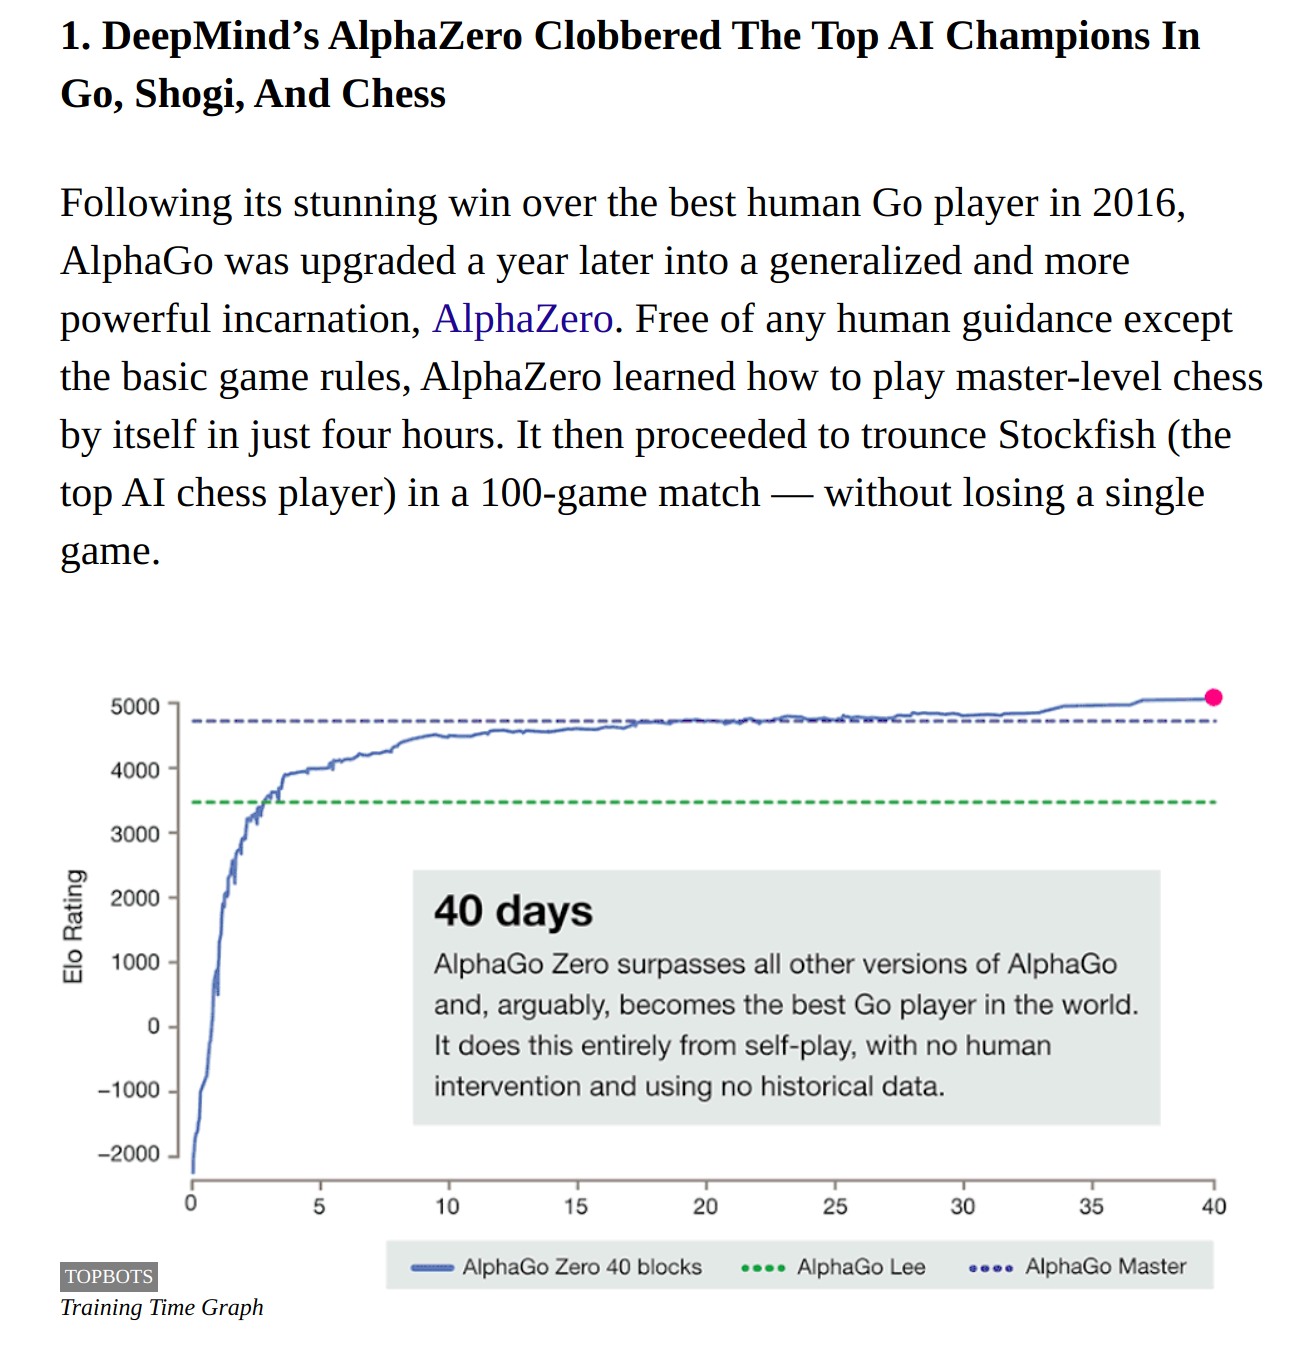 1. DeepMind’s AlphaZero Clobbered The Top AI Champions In
Go, Shogi, And Chess
Following its stunning win over the best human Go player in 2016,
AlphaGo was upgraded a year later into a generalized and more
powerful incarnation, AlphaZero. Free of any human guidance except
the basic game rules, AlphaZero learned how to play master-level chess
by itself in just four hours. It then proceeded to trounce Stockfish (the
top AI chess player) in a 100-game match — without losing a single
game.
5000
4000
3000
2000
1000
0
−1000
−2000
Elo Rating
40 days
AlphaGo Zero surpasses all other versions of AlphaGo
and, arguably, becomes the best Go player in the world.
It does this entirely from self-play, with no human
intervention and using no historical data.
0 5 10 15 20 25 30 35 40
AlphaGo Zero 40 blocks AlphaGo Lee AlphaGo Master
TOPBOTS
Training Time Graph